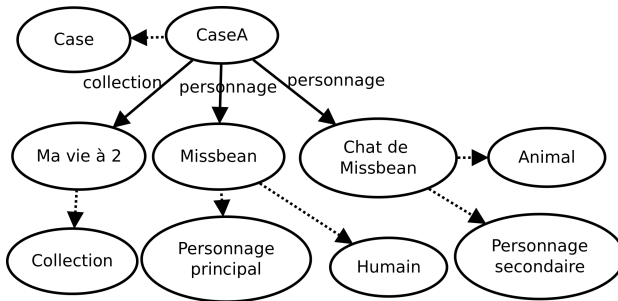 Case
CaseA
collection
personnage
personnage
Ma vie à 2
Missbean
Chat de
Missbean
Animal
Collection
Personnage
principal
Humain
Personnage
secondaire